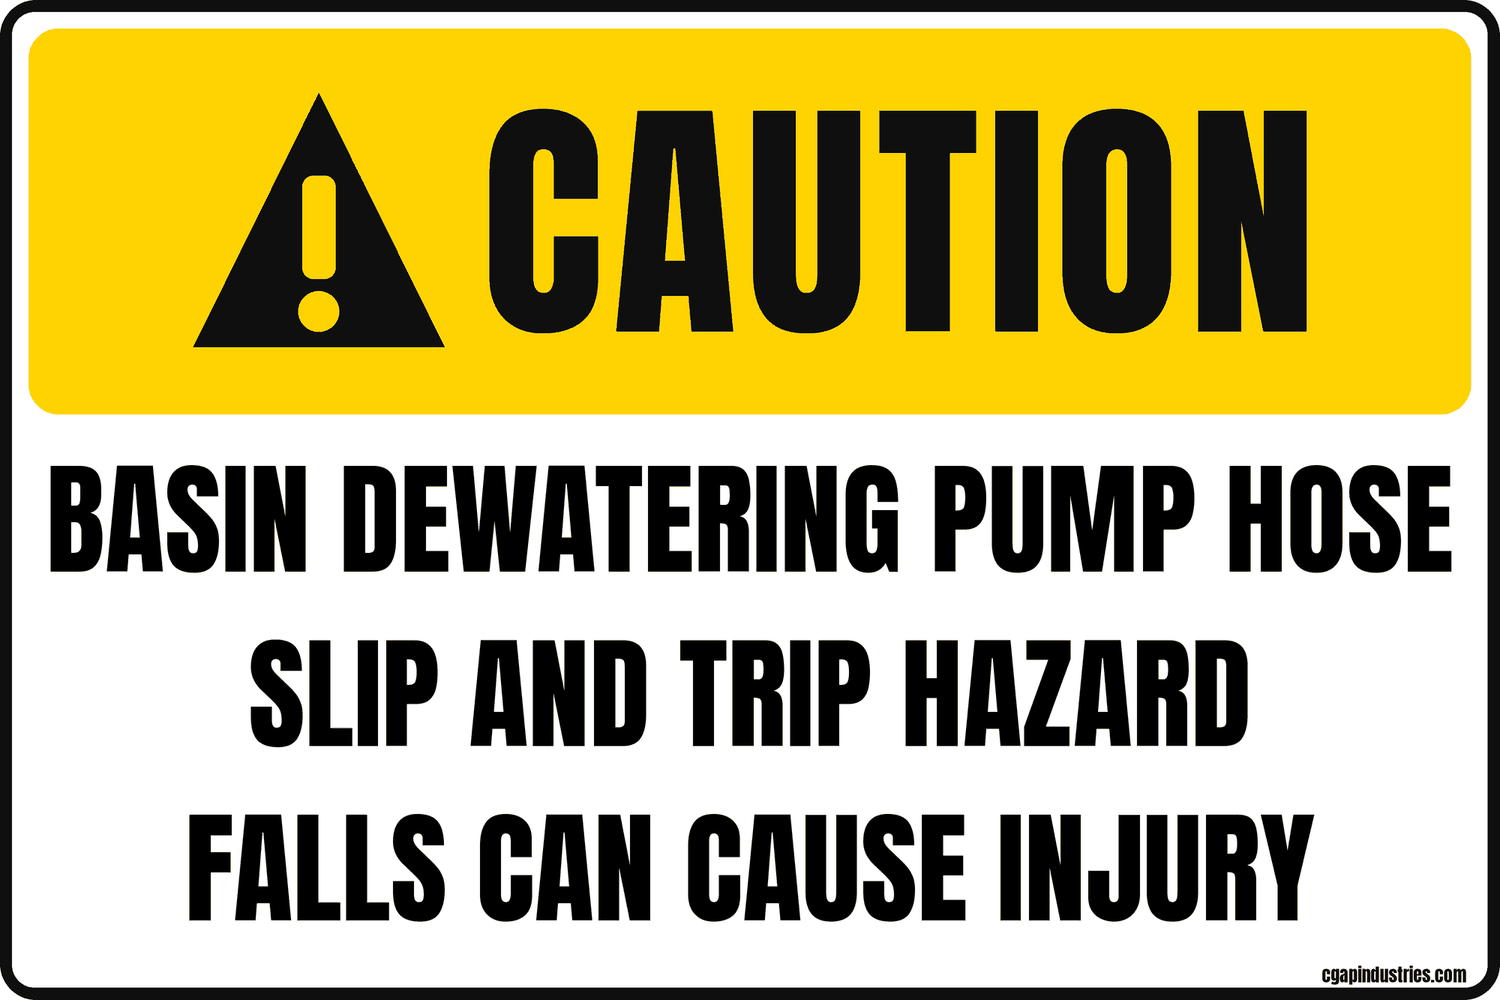 CAUTION
BASIN DEWATERING PUMP HOSE
SLIP AND TRIP HAZARD
FALLS CAN CAUSE INJURY
cgapindustries.com